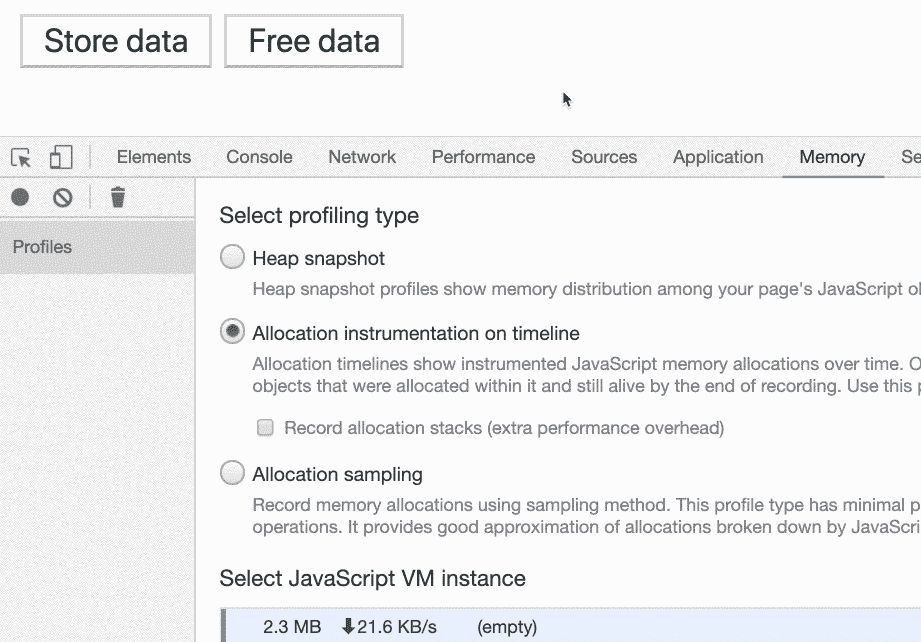 Store data Free data
Elements Console Network Performance Sources Application Memory Se
Profiles
Select profiling type
Heap snapshot
Heap snapshot profiles show memory distribution among your page's JavaScript ol
Allocation instrumentation on timeline
Allocation timelines show instrumented JavaScript memory allocations over time. O
objects that were allocated within it and still alive by the end of recording. Use this p
Record allocation stacks (extra performance overhead)
Allocation sampling
Record memory allocations using sampling method. This profile type has minimal p
operations. It provides good approximation of allocations broken down by JavaScri
Select JavaScript VM instance
2.3 MB ⬇21.6 KB/s (empty)